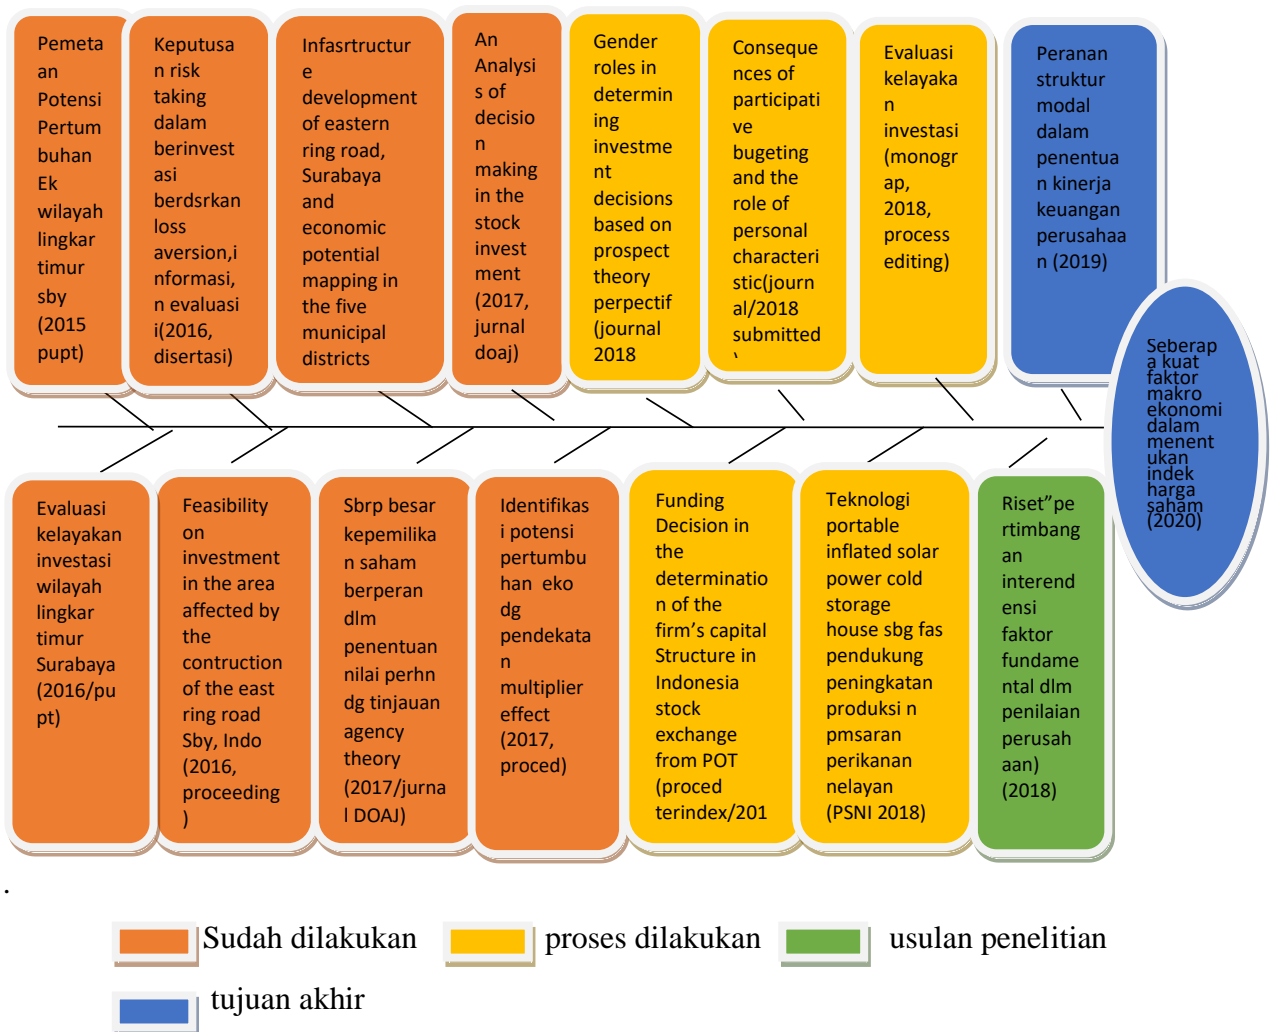 Pemeta
an
Potensi
Pertum
buhan
Ek
wilayah
lingkar
timur
sby
(2015
pupt)
Keputusa
n risk
taking
dalam
berinvest
asi
berdsrkan
loss
aversion,i
nformasi,
n evaluasi
i(2016,
disertasi)
Infasrtructur
e
development
of eastern
ring road,
Surabaya
and
economic
potential
mapping in
the five
municipal
districts
An
Analysi
s of
decisio
n
making
in the
stock
invest
ment
(2017,
jurnal
doaj)
Gender
roles in
determin
ing
investme
nt
decisions
based on
prospect
theory
perpectif
(journal
2018
Conseque
nces of
participati
ve
bugeting
and the
role of
personal
characteri
stic(journ
al/2018
submitted
)
Evaluasi
kelayaka
n
investasi
(monogr
ap,
2018,
process
editing)
Peranan
struktur
modal
dalam
penentua
n kinerja
keuangan
perusahaa
n (2019)
Seberap
a kuat
faktor
makro
ekonomi
dalam
menent
ukan
indek
harga
saham
(2020)
Evaluasi
kelayakan
investasi
wilayah
lingkar
timur
Surabaya
(2016/pu
pt)
Feasibility
on
investment
in the area
affected by
the
contruction
of the east
ring road
Sby, Indo
(2016,
proceeding
)
Sbrp besar
kepemilika
n saham
berperan
dlm
penentuan
nilai perhn
dg tinjauan
agency
theory
(2017/jurna
l DOAJ)
Identifikas
i potensi
pertumbu
han eko
dg
pendekata
n
multiplier
effect
(2017,
proced)
Funding
Decision in
the
determinatio
n of the
firm’s capital
Structure in
Indonesia
stock
exchange
from POT
(proced
terindex/201
Teknologi
portable
inflated solar
power cold
storage
house sbg fas
pendukung
peningkatan
produksi n
pmsaran
perikanan
nelayan
(PSNI 2018)
Riset”pe
rtimbang
an
interend
ensi
faktor
fundame
ntal dlm
penilaian
perusah
aan)
(2018)
.
Sudah dilakukan
proses dilakukan
usulan penelitian
tujuan akhir